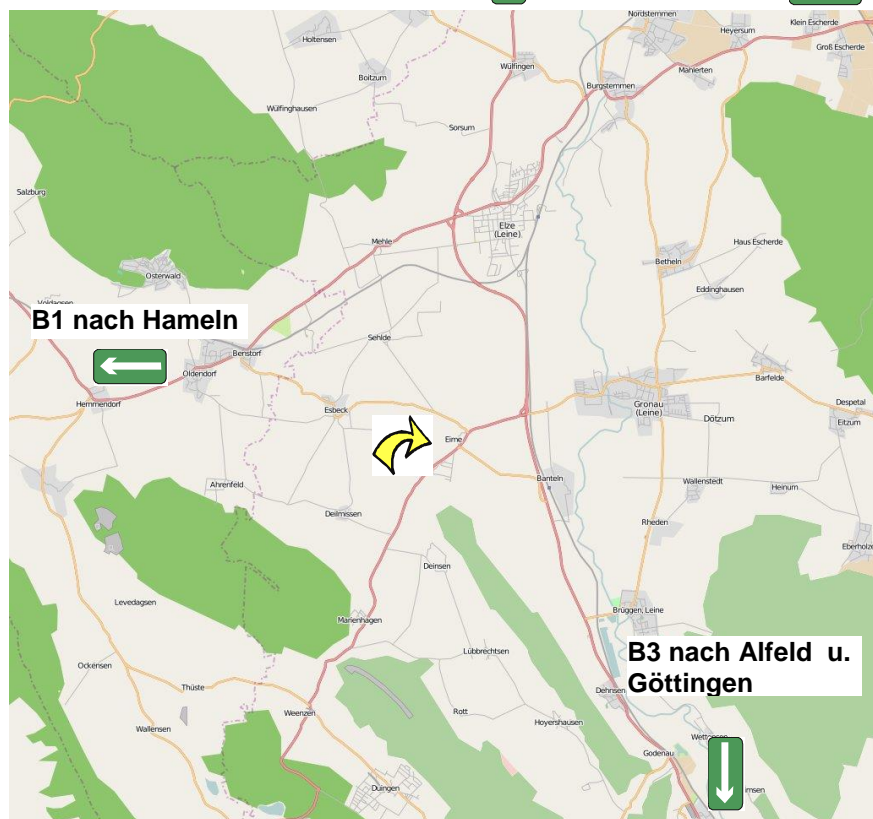 Nordstemmen
Klein Escherde
Heyersum
Holtensen
Groß Escherde
Wülfingen
Boitzum
Mahlerten
Burgstemmen
Wülfinghausen
Sorsum
Salzburg
Elze
(Leine)
Mehle
Haus Escherde
Betheln
Osterwald
Eddinghausen
Voldagsen
B1 nach Hameln
Sehlde
Benstorf
Oldendorf
Barfelde
Hemmendorf
Esbeck
Gronau
(Leine)
Despetal
Dötzum
Eitzum
Eime
Banteln
Ahrenfeld
Wallenstedt
Heinum
Deilmissen
Rheden
Eberholze
Deinsen
Levedagsen
Brüggen, Leine
Marienhagen
Lübbrechtsen
B3 nach Alfeld u.
Göttingen
Ockensen
Thüste
Dehnsen
Rott
Weenzen
Hoyershausen
Wallensen
Godenau
Duingen